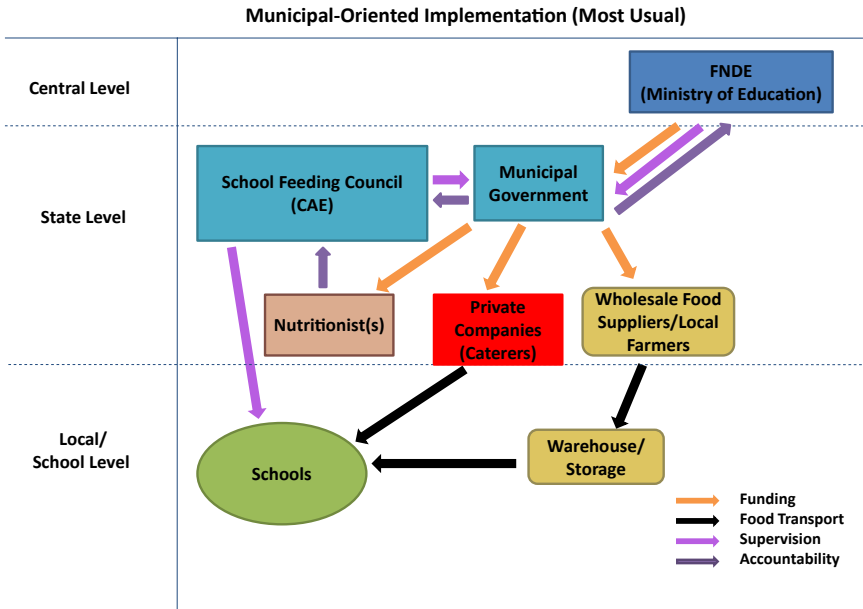 Municipal-Oriented Implementation (Most Usual)
Central Level
FNDE
(Ministry of Education)
State Level
School Feeding Council
(CAE)
Municipal
Government
Nutritionist(s)
Private
Companies
(Caterers)
Wholesale Food
Suppliers/Local
Farmers
Local/
School Level
Schools
Warehouse/
Storage
Funding
Food Transport
Supervision
Accountability